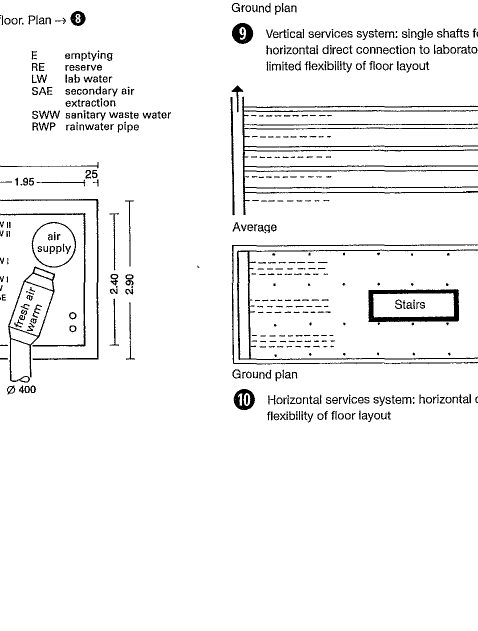 floor. Plan → 8
E emptying
RE reserve
LW lab water
SAE secondary air
extraction
SWW sanitary waste water
RWP rainwater pipe
1.95
25
air
supply
fresh air
warm
2.40
2.90
Ø 400
Ground plan
9 Vertical services system: single shafts
horizontal direct connection to
limited flexibility of floor layout
Average
Stairs
Ground plan
10 Horizontal services system: horizontal
flexibility of floor layout